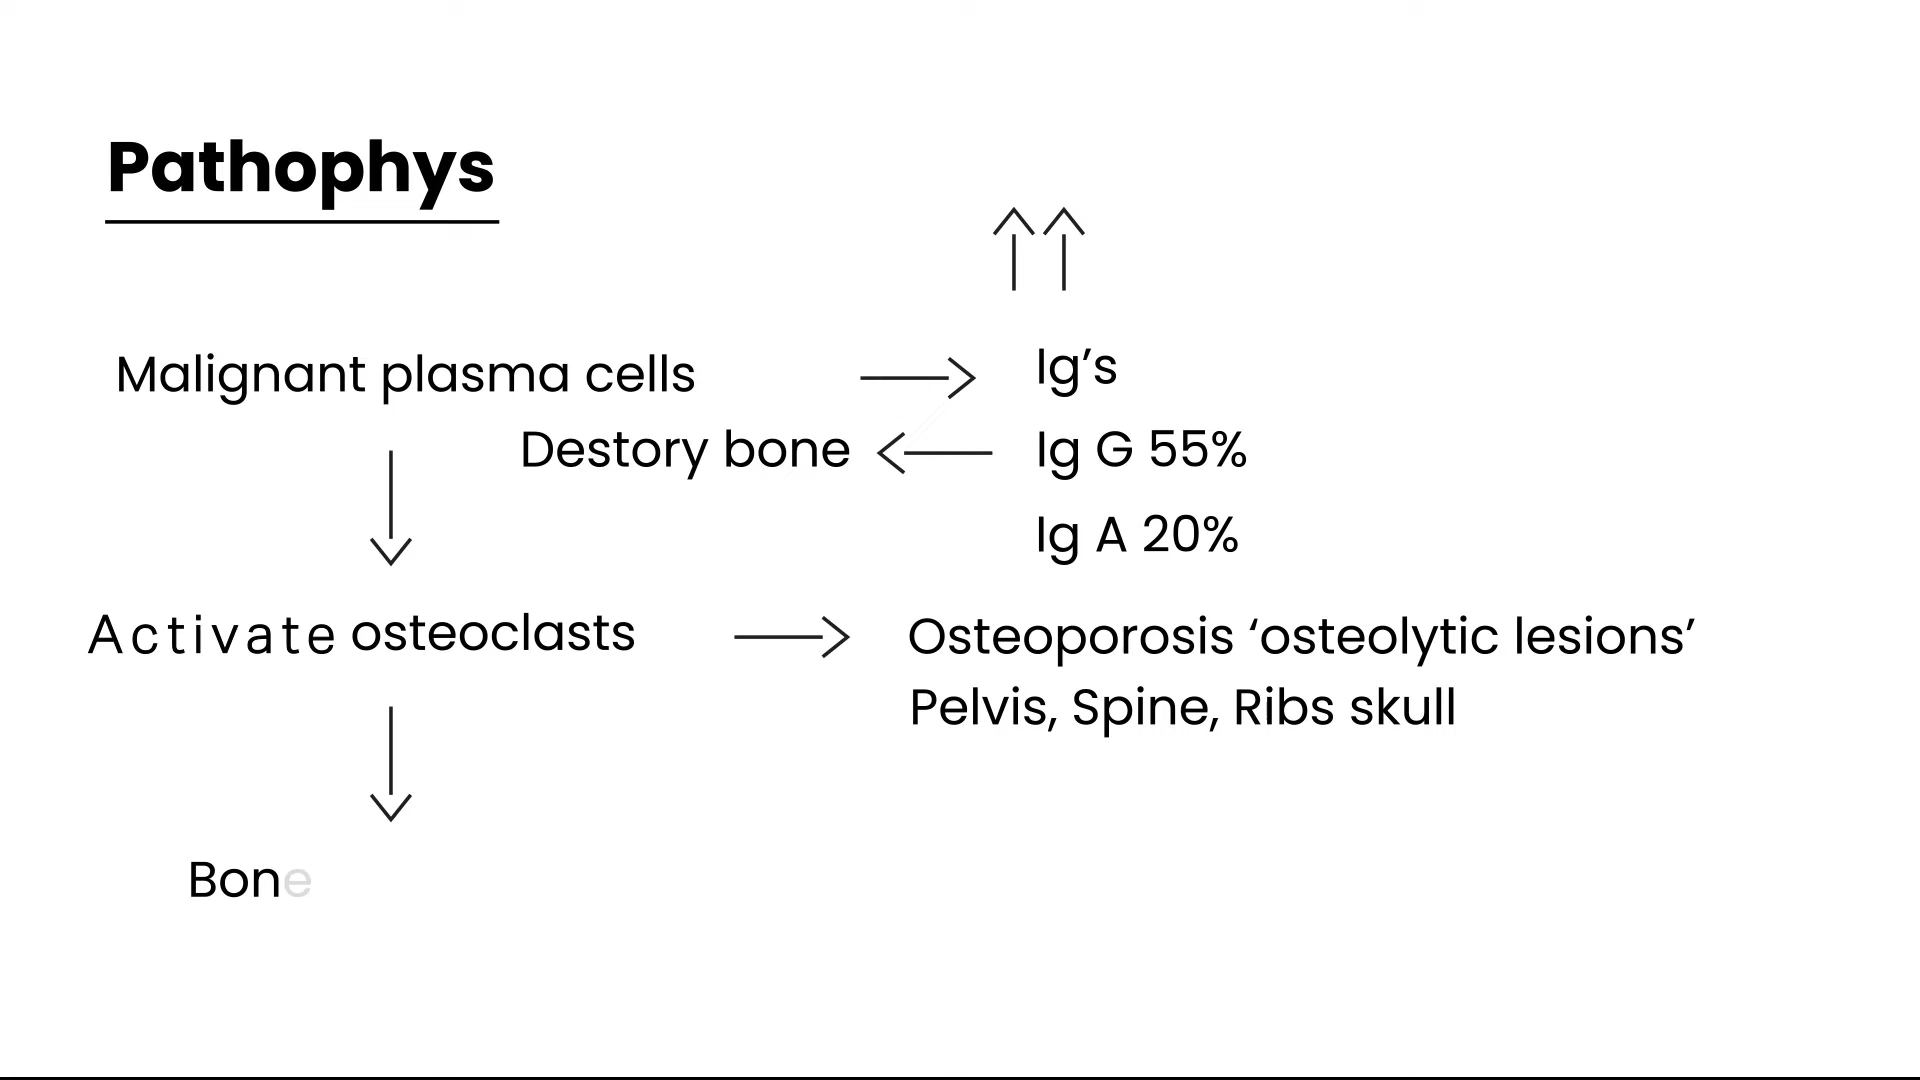 Pathophys
Malignant plasma cells
Ig’s
Destory bone
Ig G 55%
Ig A 20%
Activate osteoclasts
Osteoporosis ‘osteolytic lesions’
Pelvis, Spine, Ribs skull
Bone